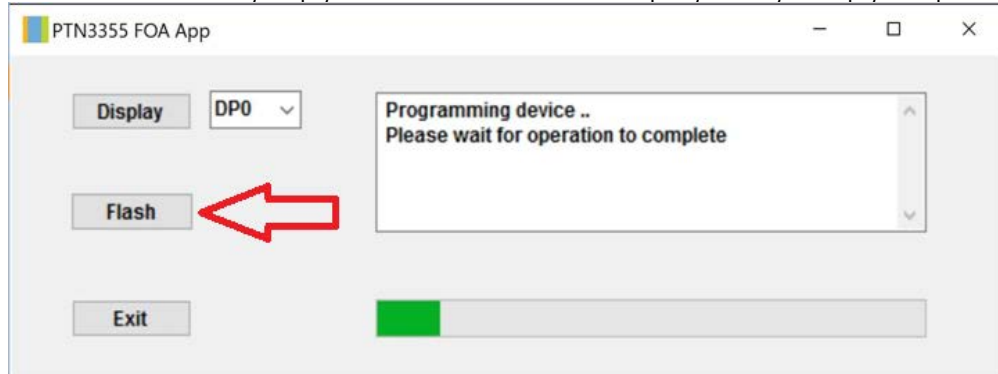 PTN3355 FOA App
Display
DP0
Programming device ..
Please wait for operation to complete
Flash
Exit